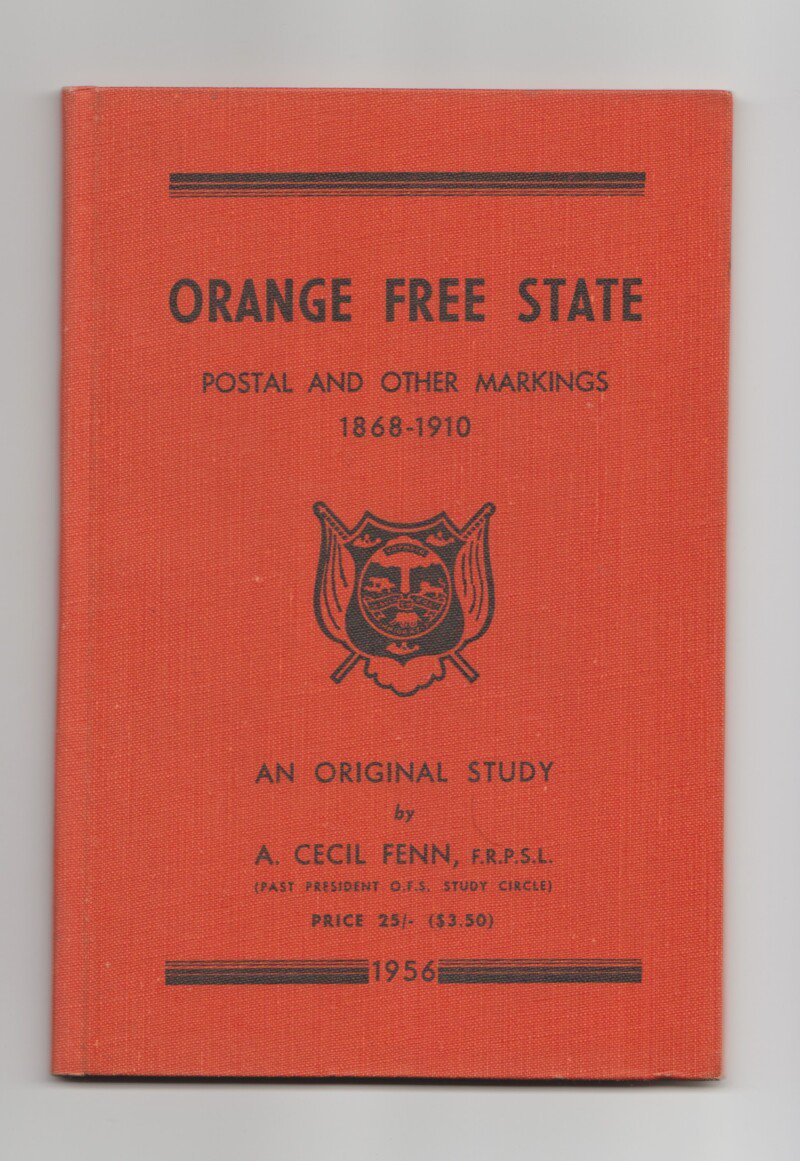 ORANGE FREE STATE
POSTAL AND OTHER MARKINGS
1868-1910
AN ORIGINAL STUDY
by
A. CECIL FENN, F.R.P.S.L.
(PAST PRESIDENT O.F.S. STUDY CIRCLE)
PRICE 25/- ($3.50)
1956